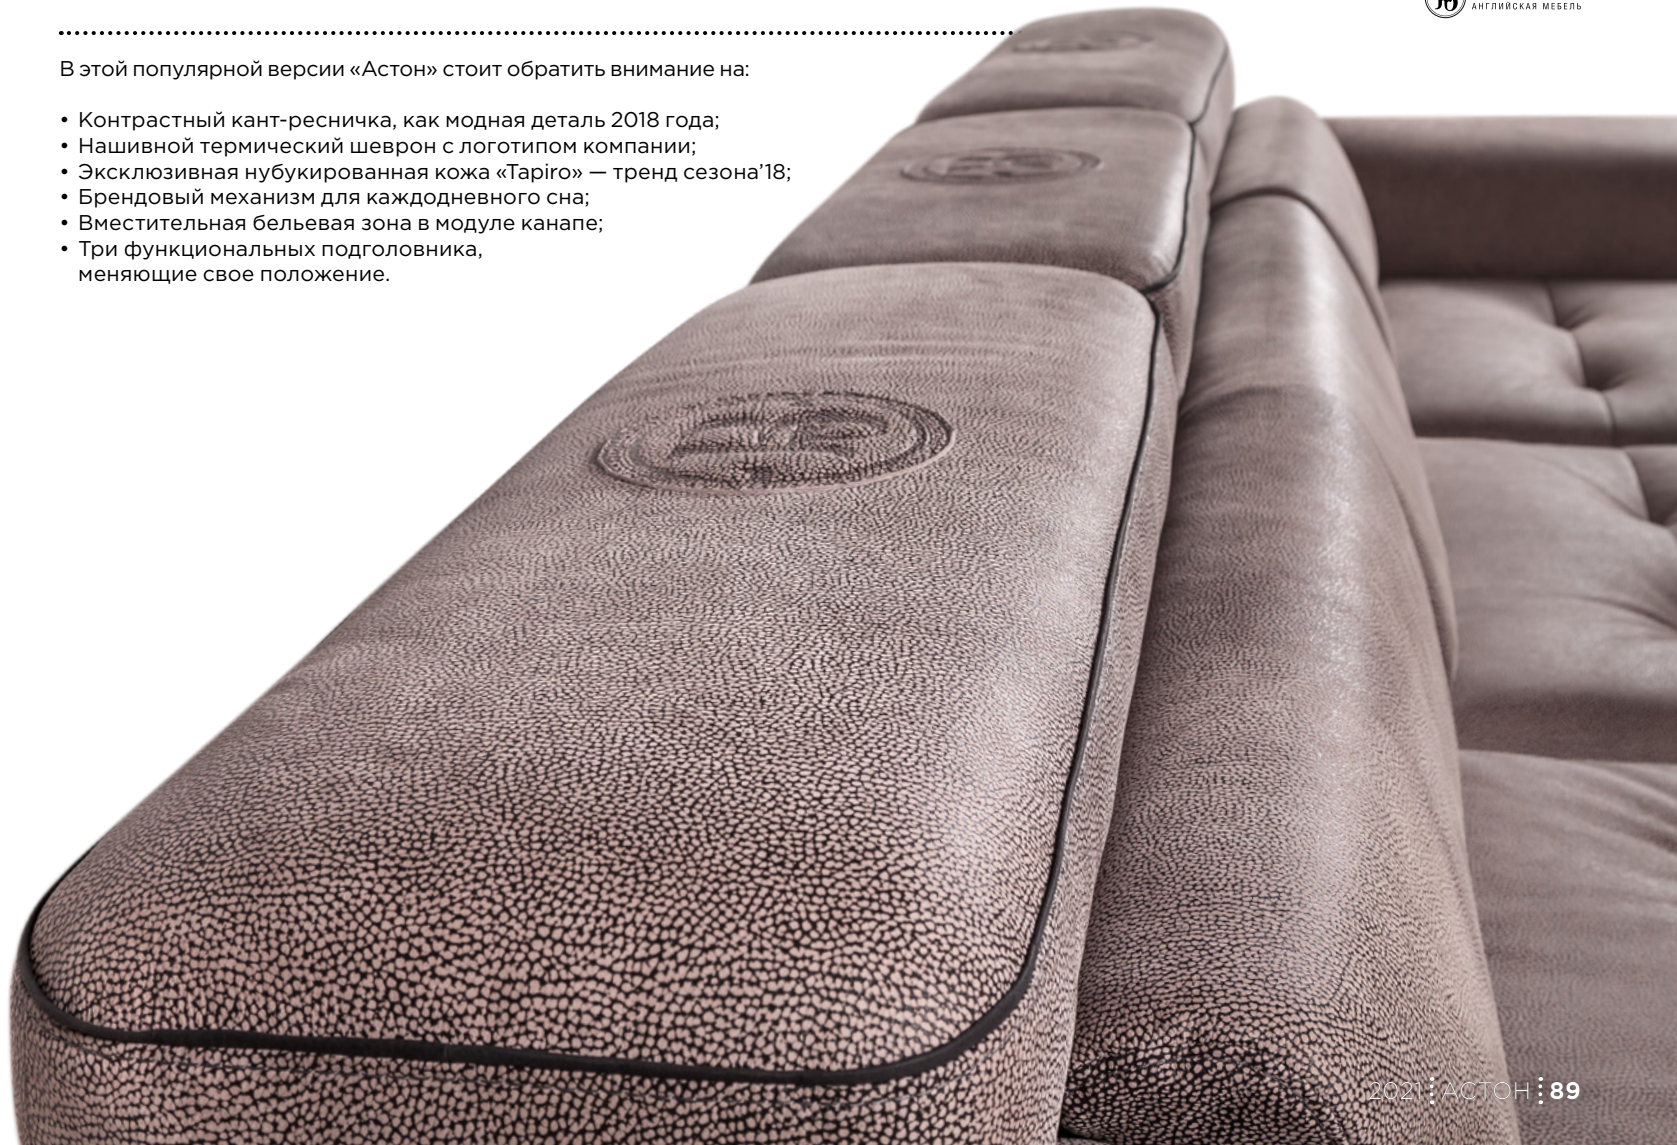 АНГЛИЙСКАЯ МЕБЕЛЬ
В этой популярной версии «Астон» стоит обратить внимание на:
• Контрастный кант-ресничка, как модная деталь 2018 года;
• Нашивной термический шеврон с логотипом компании;
• Эксклюзивная нубукированная кожа «Tapiro» — тренд сезона’18;
• Брендовый механизм для каждодневного сна;
• Вместительная бельевая зона в модуле канапе;
• Три функциональных подголовника,
меняющие свое положение.
2021 АСТОН 89